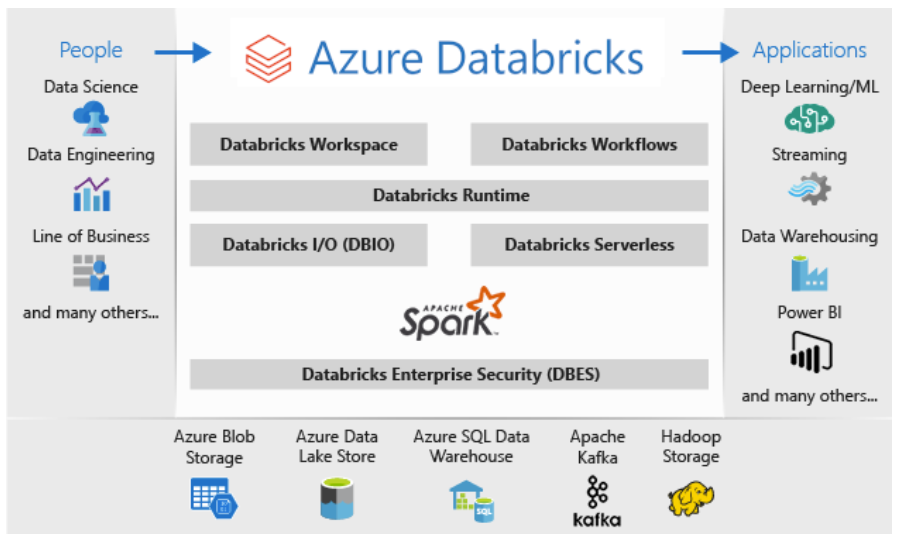 People
Azure Databricks
Applications
Data Science
Data Engineering
Line of Business
and many others...
Databricks Workspace
Databricks Workflows
Databricks Runtime
Databricks I/O (DBIO)
Databricks Serverless
APACHE
Spark™
Databricks Enterprise Security (DBES)
Deep Learning/ML
Streaming
Data Warehousing
Power BI
and many others...
Azure Blob
Storage
Azure Data
Lake Store
Azure SQL Data
Warehouse
SQL
Apache
Kafka
kafka
Hadoop
Storage